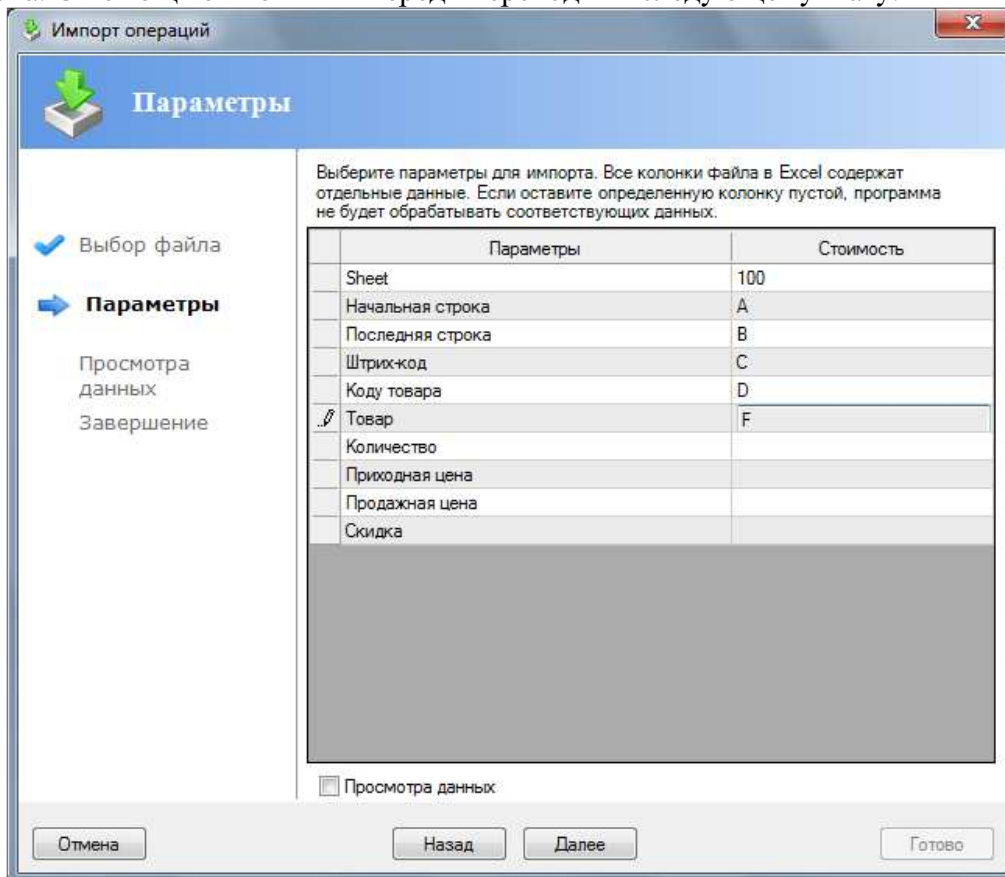 Импорт операций
Параметры
Выберите параметры для импорта. Все колонки файла в Excel содержат
отдельные данные. Если оставите определенную колонку пустой, программа
не будет обрабатывать соответствующих данных.
Выбор файла
Параметры
Просмотра
данных
Завершение
Параметры Стоимость
Sheet 100
Начальная строка A
Последняя строка B
Штрих-код C
Коду товара D
Товар F
Количество
Приходная цена
Продажная цена
Скидка
Просмотра данных
Отмена Назад Далее Готово